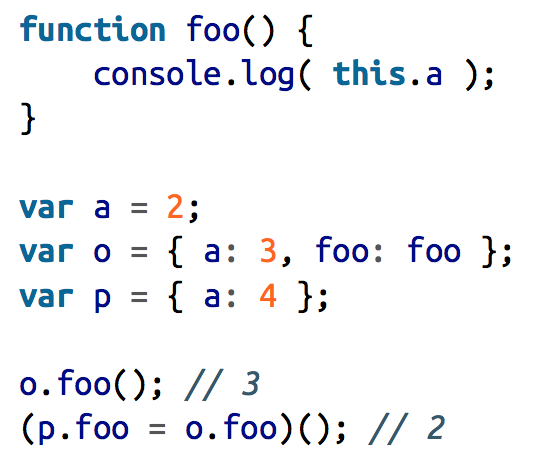 function foo() {
    console.log( this.a );
}

var a = 2;
var o = { a: 3, foo: foo };
var p = { a: 4 };

o.foo(); // 3
(p.foo = o.foo)(); // 2